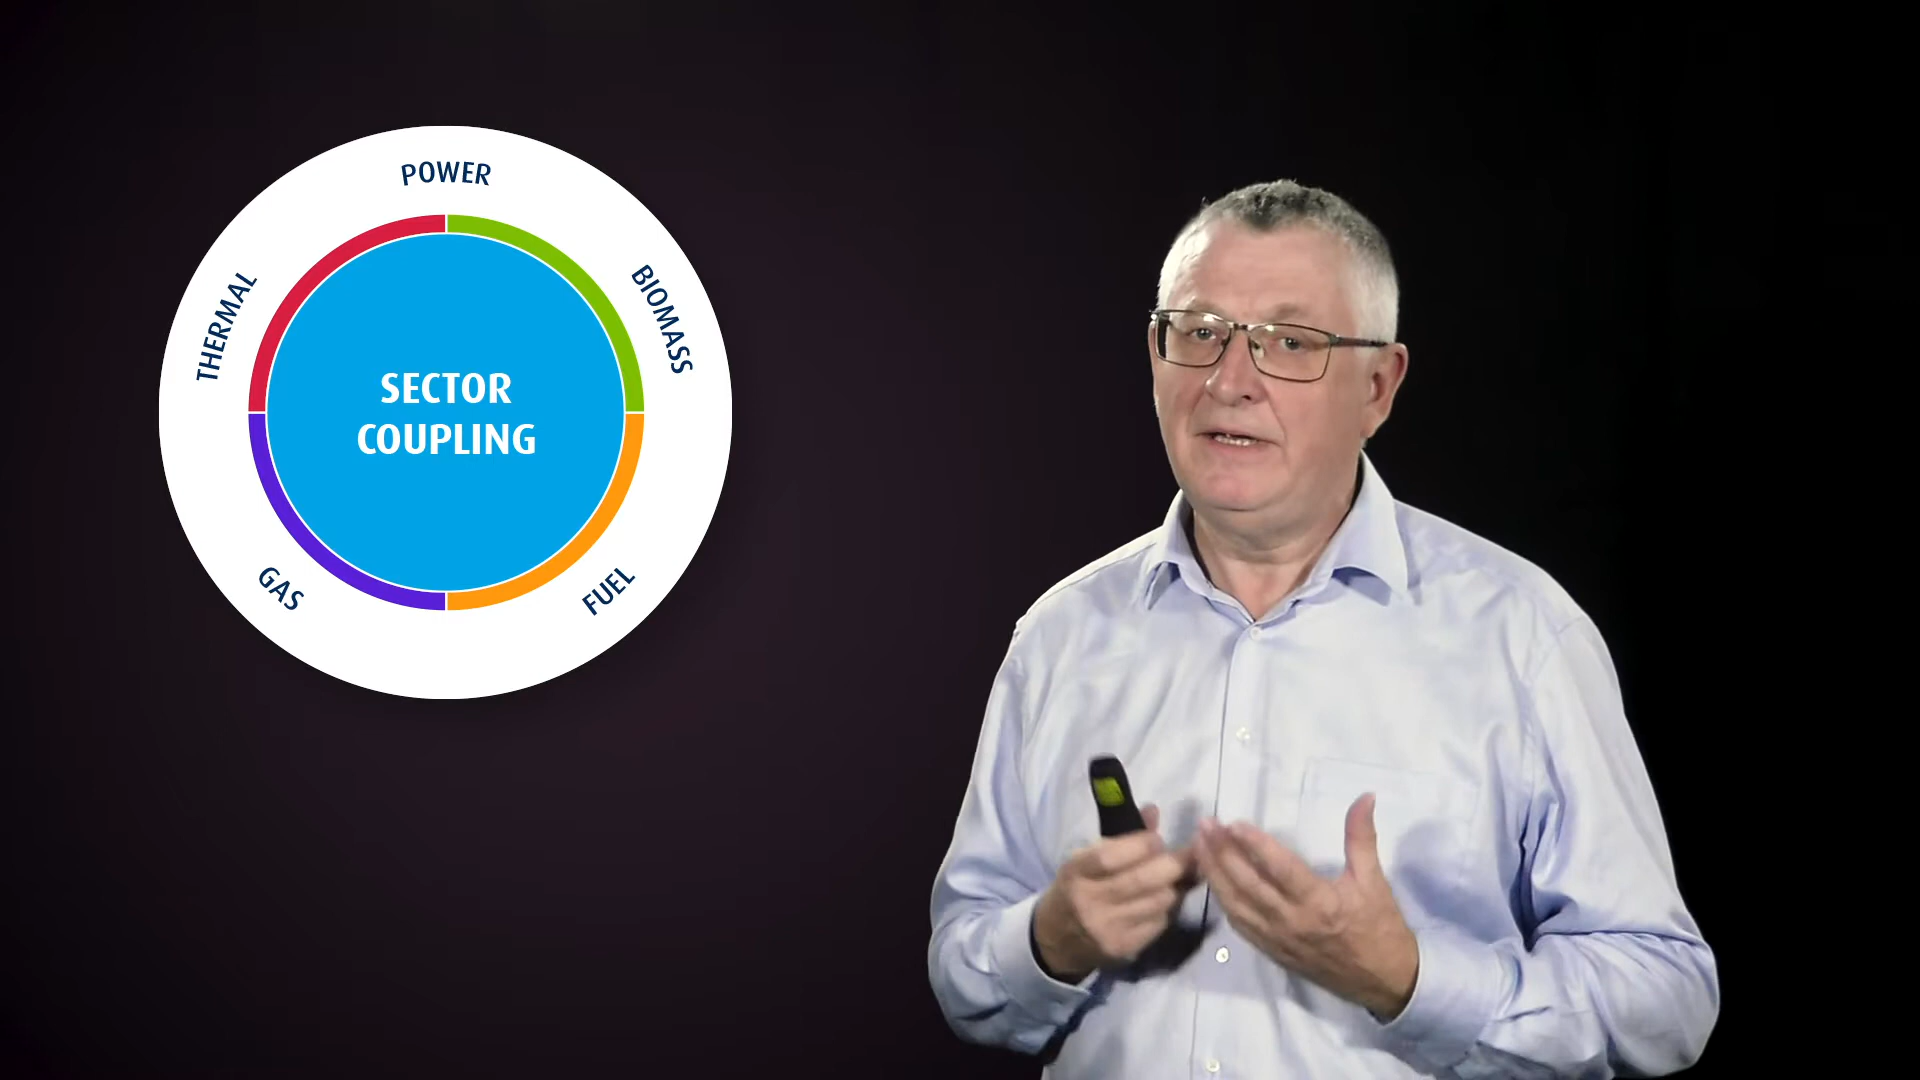 POWER
THERMAL
BIOMASS
SECTOR
COUPLING
GAS
FUEL